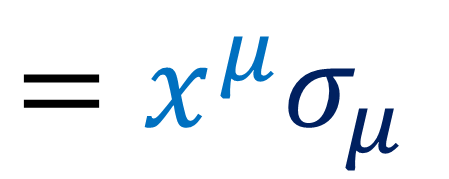 = x^μ σ_μ